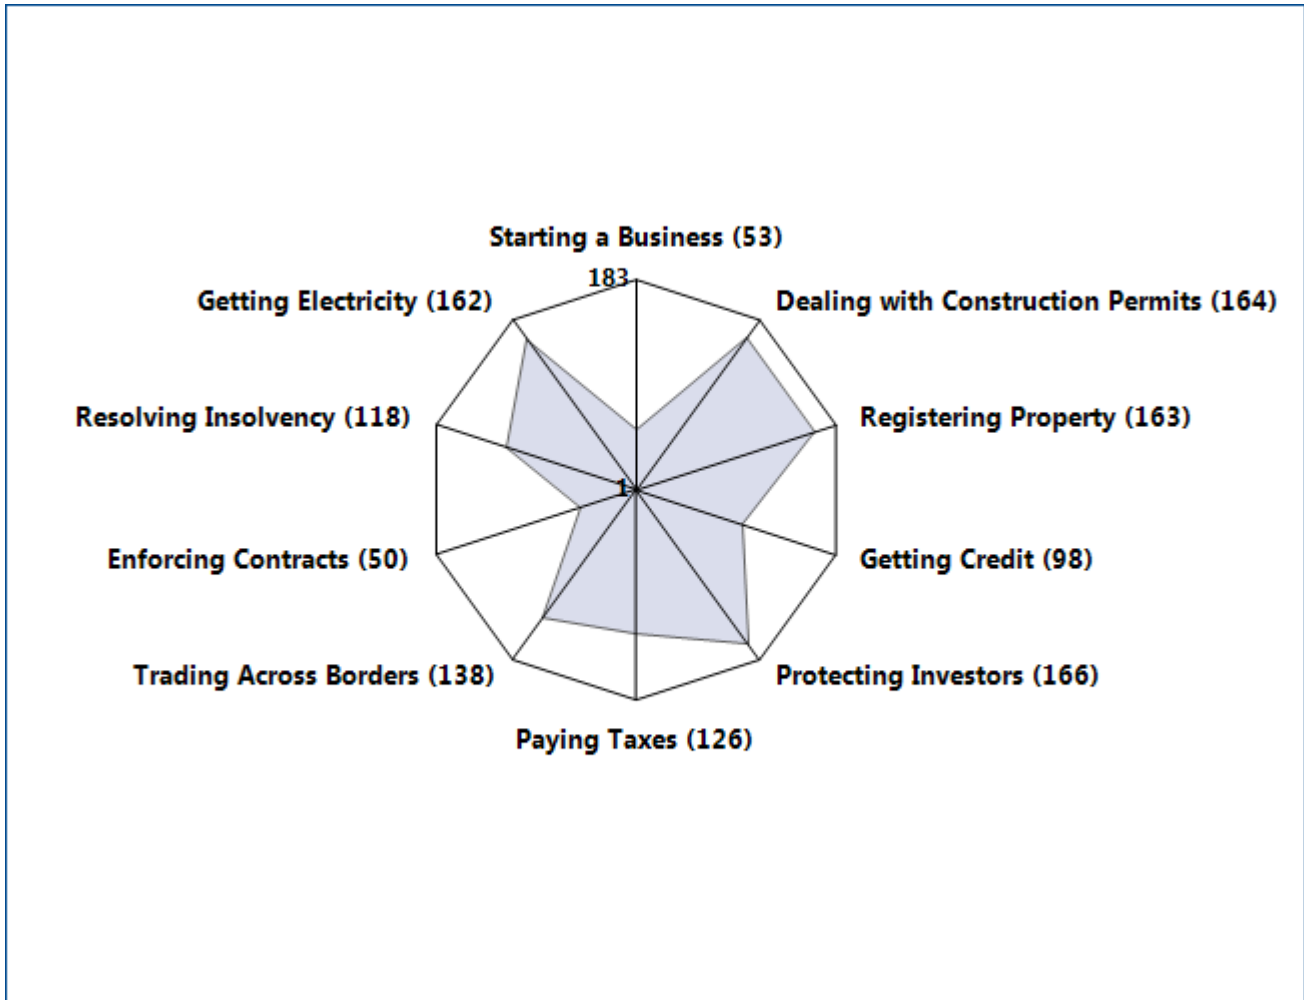 Starting a Business (53)
183
Getting Electricity (162)
Dealing with Construction Permits (164)
Resolving Insolvency (118)
Registering Property (163)
1
Enforcing Contracts (50)
Getting Credit (98)
Trading Across Borders (138)
Protecting Investors (166)
Paying Taxes (126)